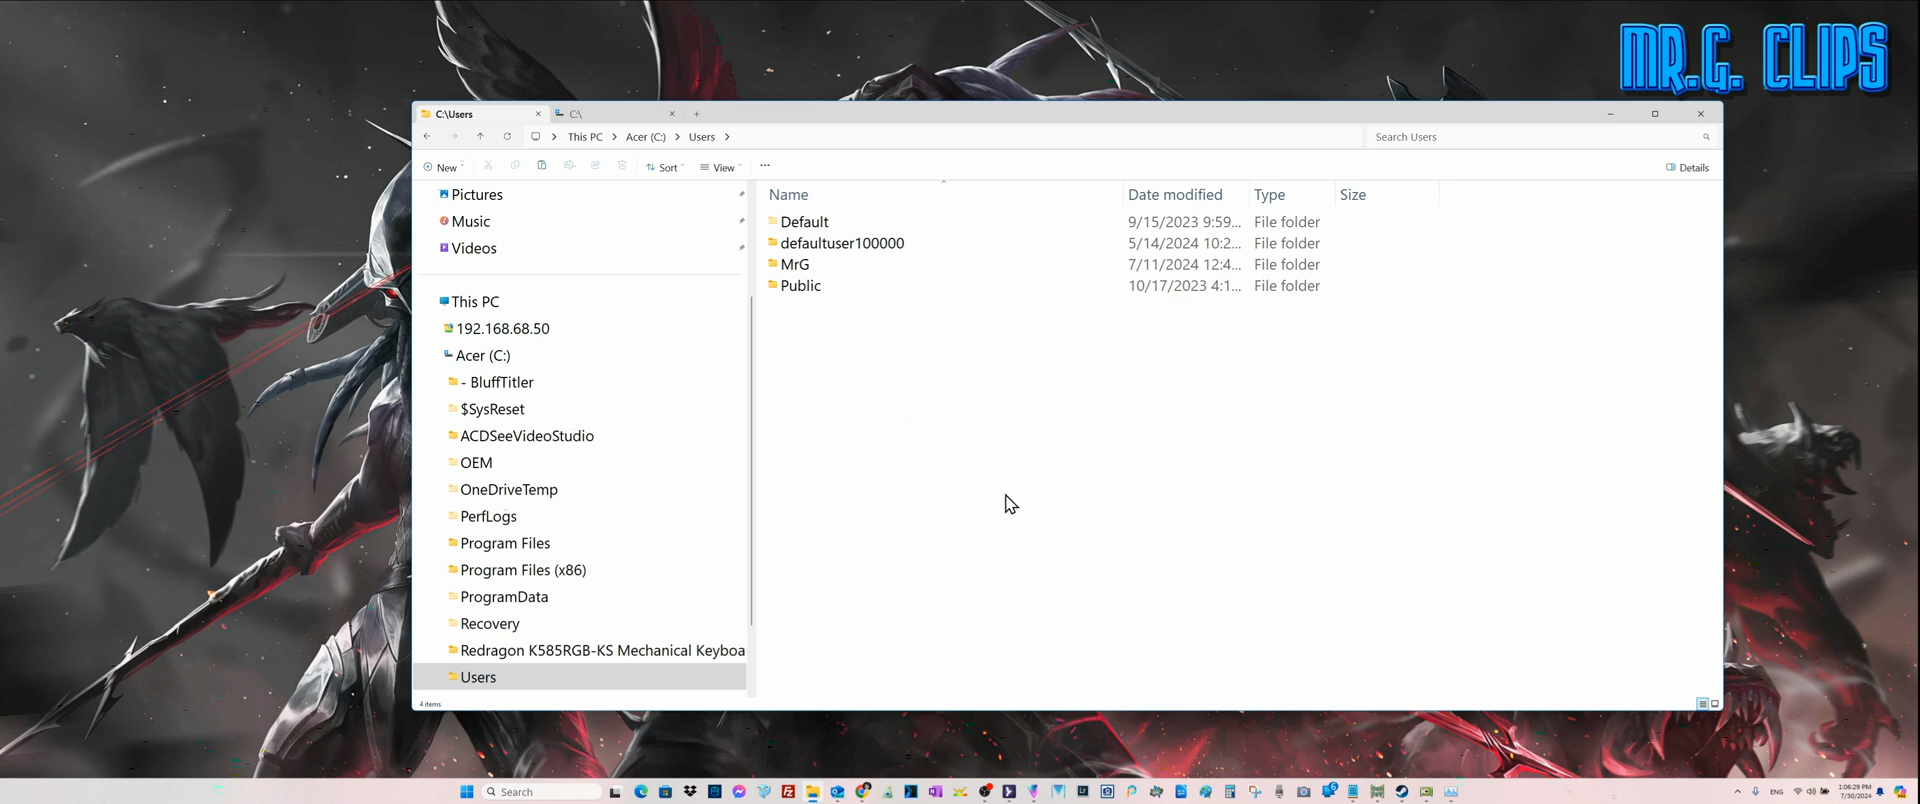 MR.G. CLIPS
C:\Users
C:\
This PC > Acer (C:) > Users >
Search Users
New
Sort
View
...
Details
Pictures
Music
Videos
This PC
192.168.68.50
Acer (C:)
- BluffTitler
$SysReset
ACDSeeVideoStudio
OEM
OneDriveTemp
PerfLogs
Program Files
Program Files (x86)
ProgramData
Recovery
Redragon K585RGB-KS Mechanical Keyboa
Users
Name Date modified Type Size
Default 9/15/2023 9:59... File folder
defaultuser100000 5/14/2024 10:2... File folder
MrG 7/11/2024 12:4... File folder
Public 10/17/2023 4:1... File folder
4 items
Search
ENG
1:06:29 PM
7/30/2024